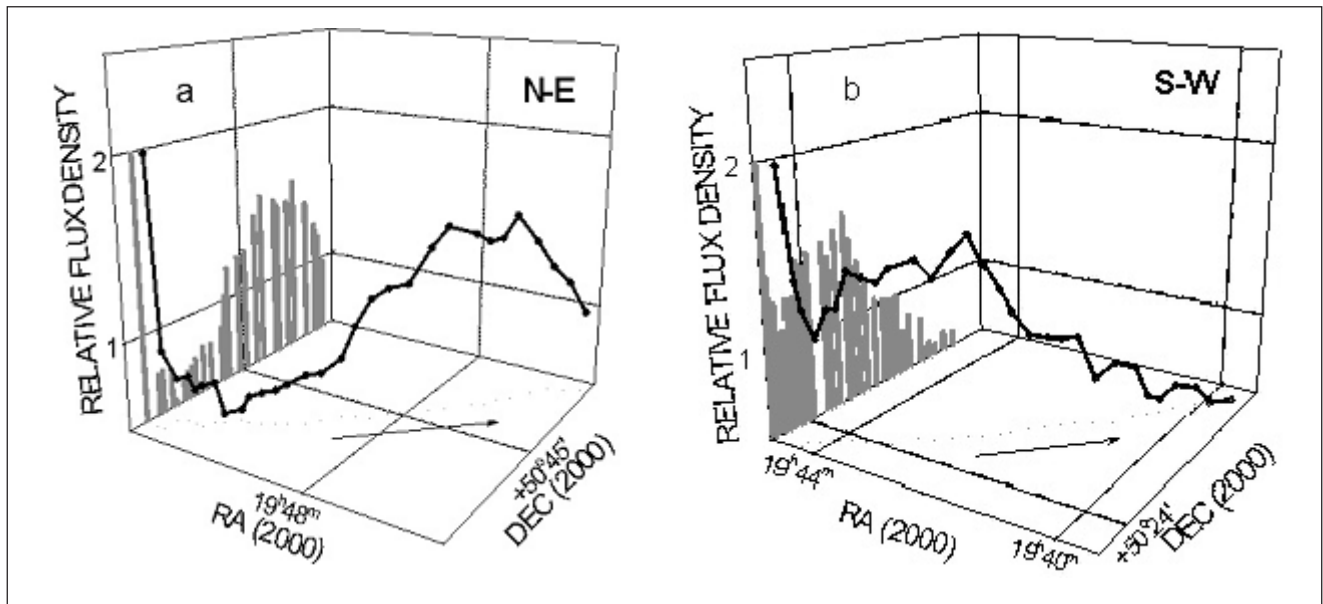 a
N-E
2
1
RELATIVE FLUX DENSITY
19ʰ48ᵐ
RA (2000)
+50°45'
DEC (2000)
b
S-W
2
1
RELATIVE FLUX DENSITY
19ʰ44ᵐ
RA (2000)
19ʰ40ᵐ
+50°24'
DEC (2000)